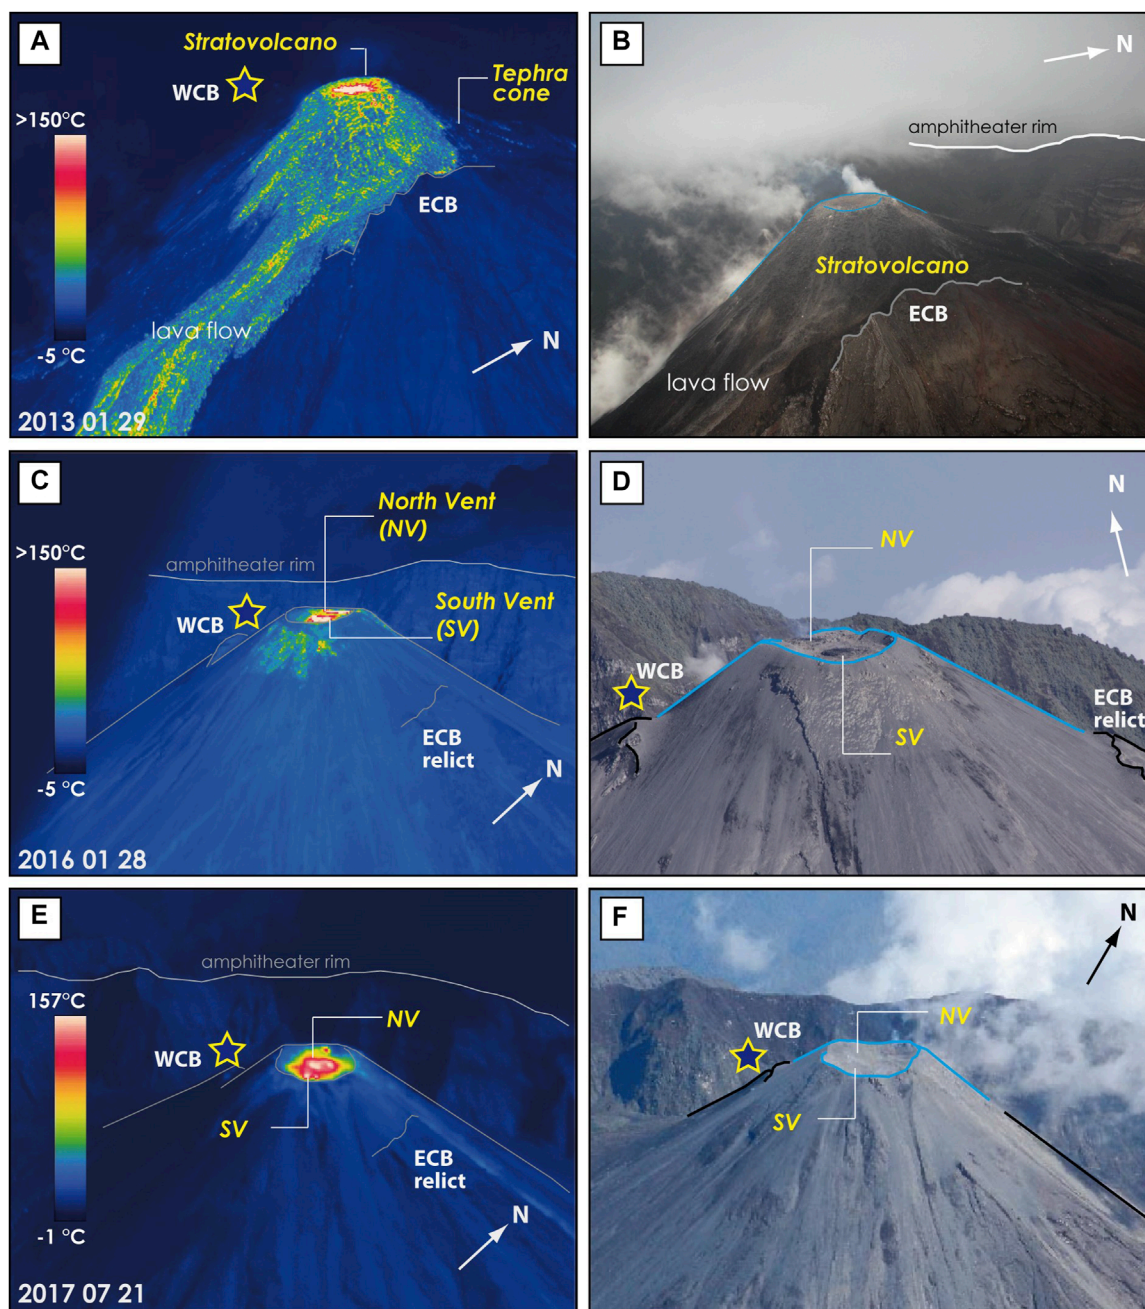 A
Stratovolcano
WCB
Tephra
cone
>150°C
ECB
lava flow
-5 °C
N
2013 01 29
B
N
amphitheater rim
Stratovolcano
ECB
lava flow
C
North Vent
(NV)
>150°C
amphitheater rim
South Vent
(SV)
WCB
ECB
relict
N
-5 °C
2016 01 28
D
N
NV
WCB
ECB
relict
SV
E
amphitheater rim
157°C
NV
WCB
SV
ECB
relict
N
-1 °C
2017 07 21
F
N
NV
WCB
SV